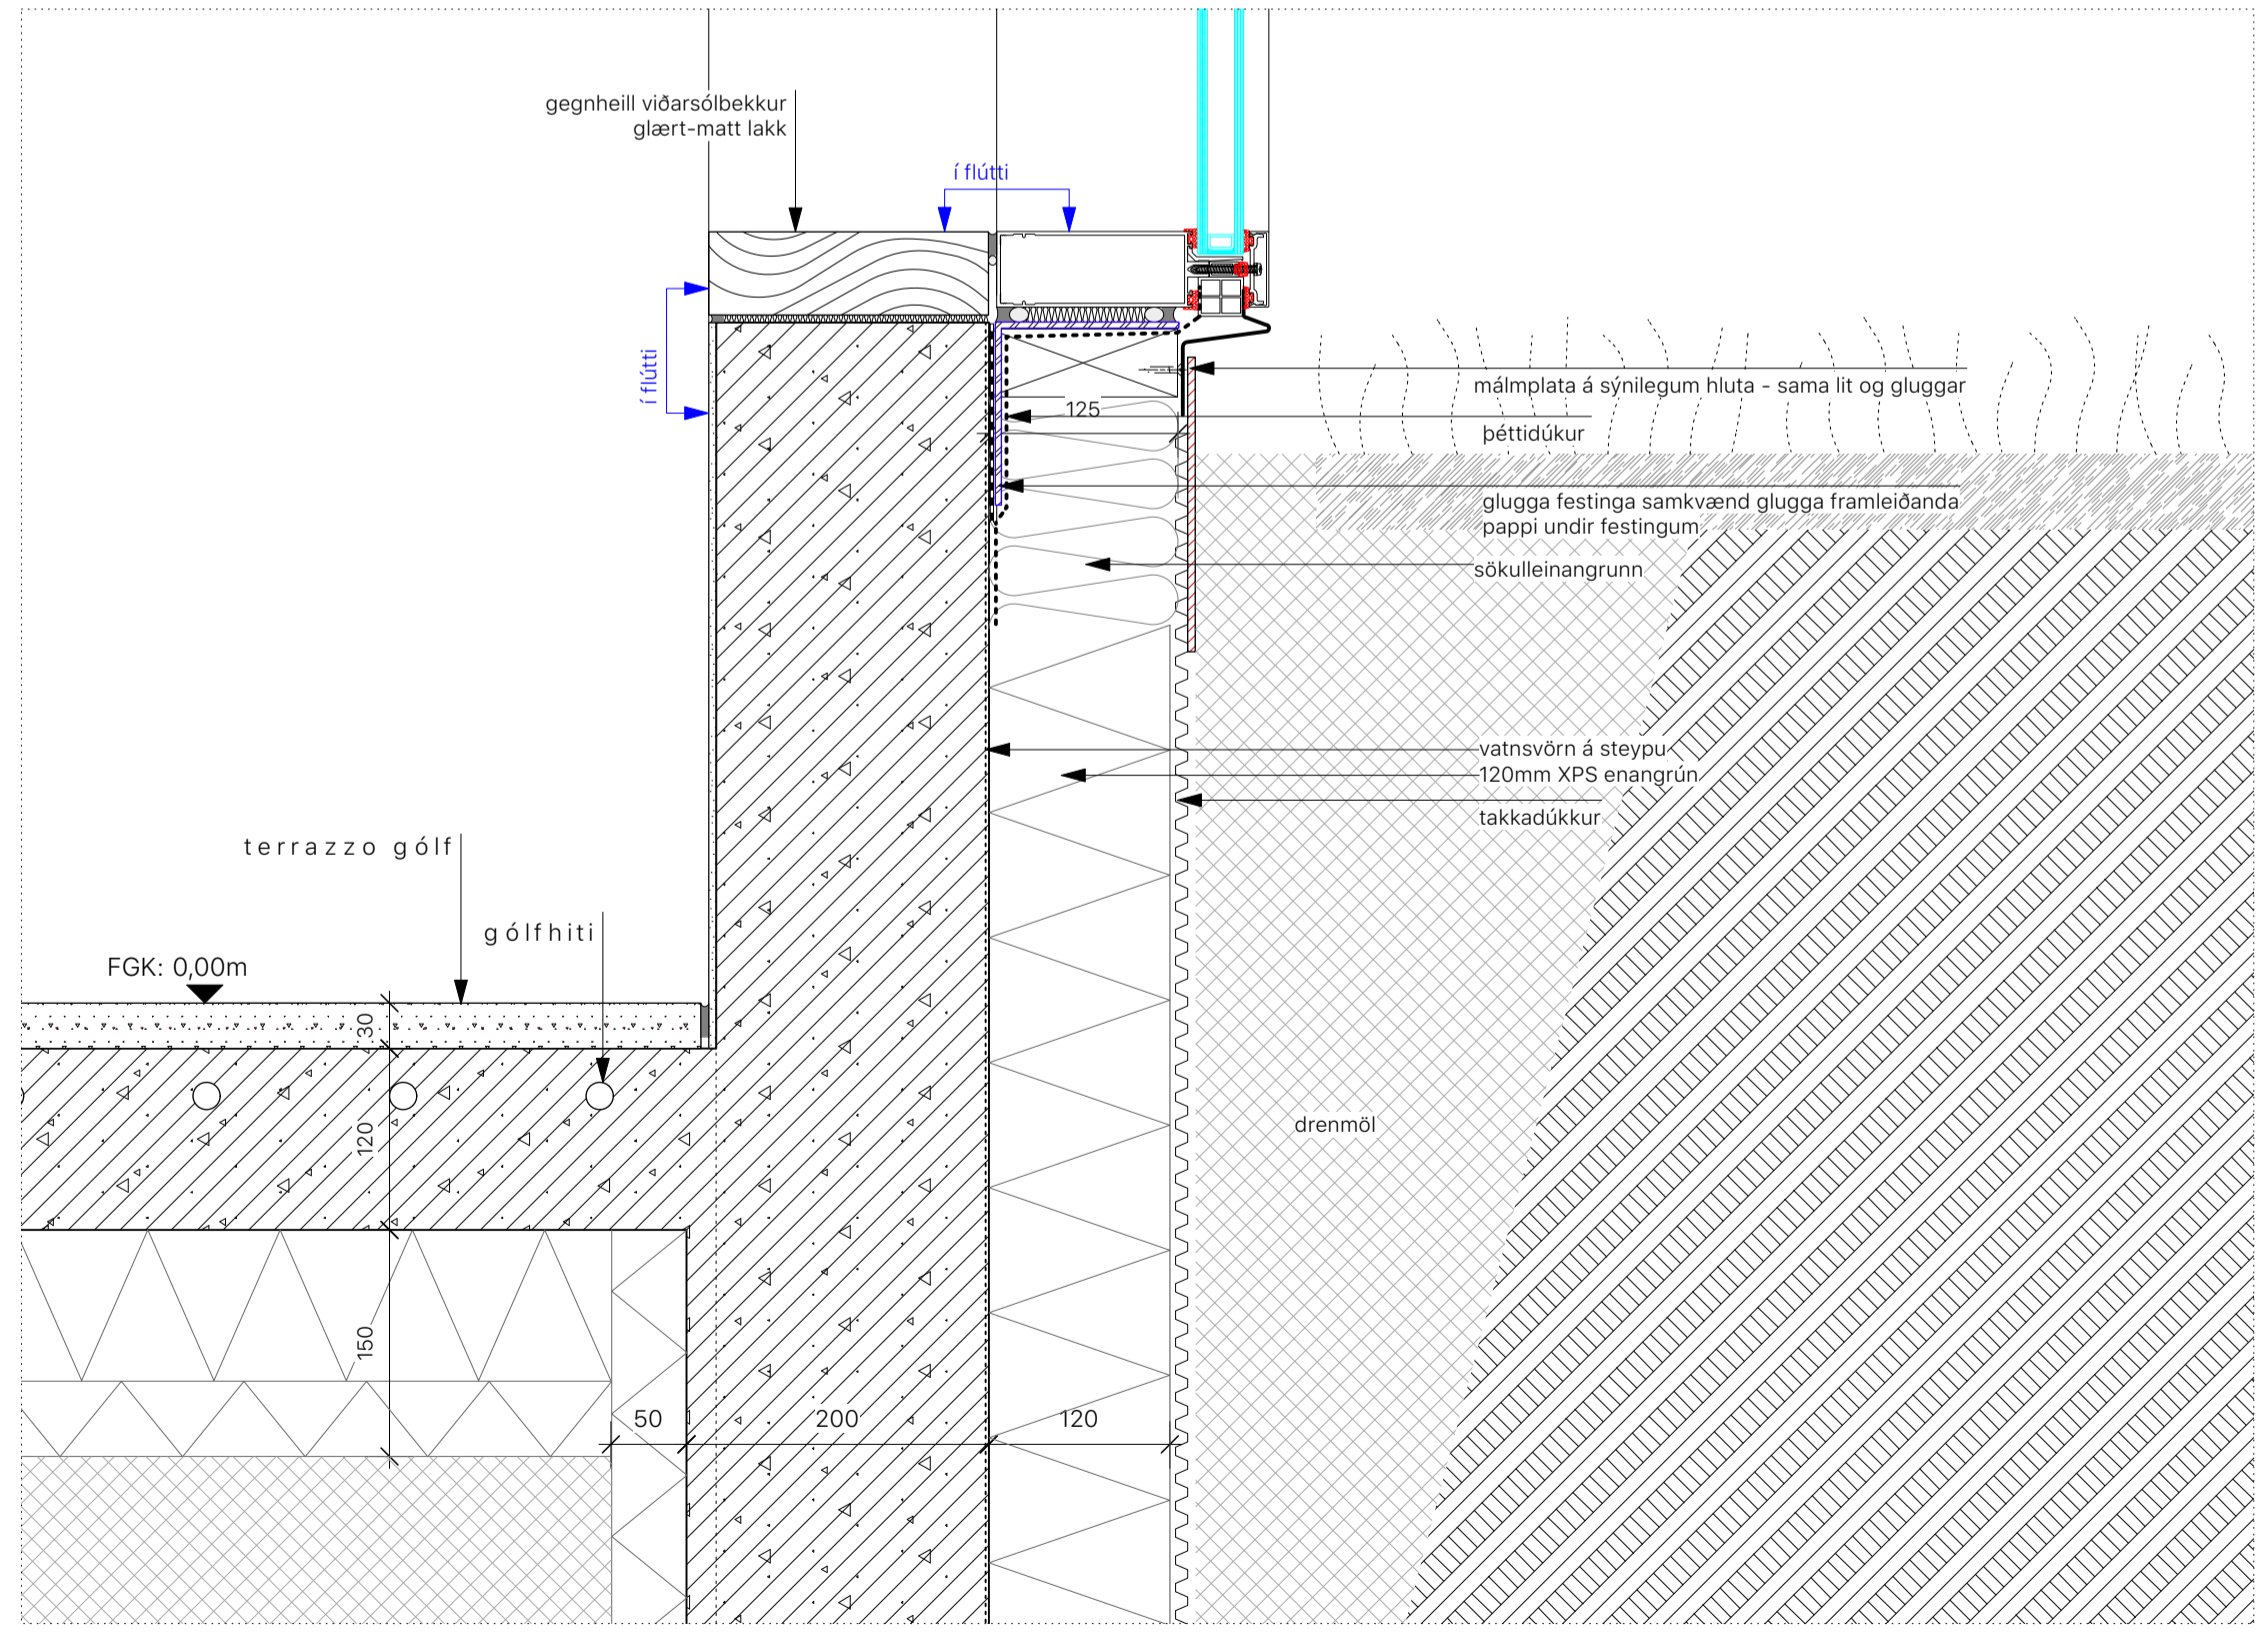 gegnheill viðarsólbekkur
glært-matt lakk
í flútti
í flútti
málmplata á sýnilegum hluta - sama lit og gluggar
125
þéttidúkur
glugga festinga samkvænd glugga framleiðanda
pappi undir festingum
sökulleinangrunn
vatnsvörn á steypu
120mm XPS enangrún
takkadúkkur
terrazzo gólf
gólfhiti
FGK: 0,00m
30
120
drenmöl
150
50
200
120